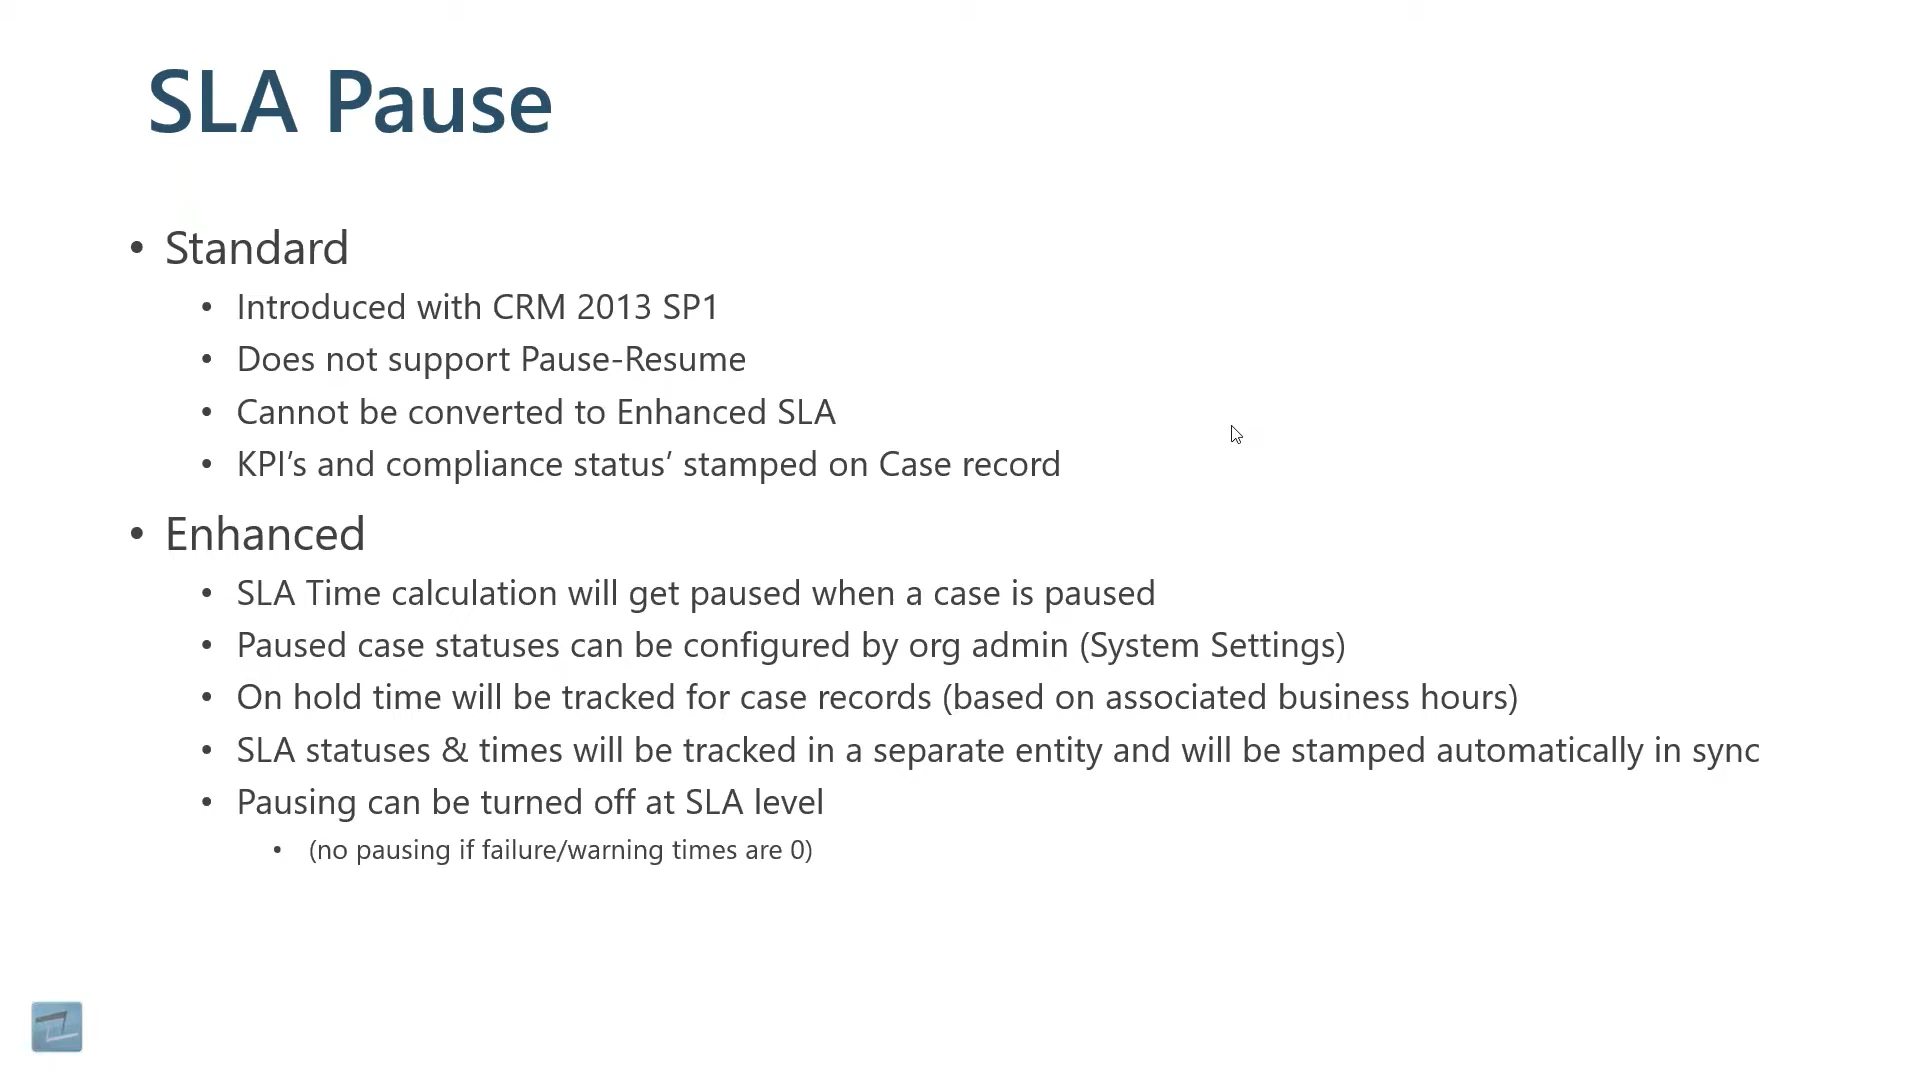 SLA Pause
• Standard
• Introduced with CRM 2013 SP1
• Does not support Pause-Resume
• Cannot be converted to Enhanced SLA
• KPI’s and compliance status’ stamped on Case record
• Enhanced
• SLA Time calculation will get paused when a case is paused
• Paused case statuses can be configured by org admin (System Settings)
• On hold time will be tracked for case records (based on associated business hours)
• SLA statuses & times will be tracked in a separate entity and will be stamped automatically in sync
• Pausing can be turned off at SLA level
• (no pausing if failure/warning times are 0)